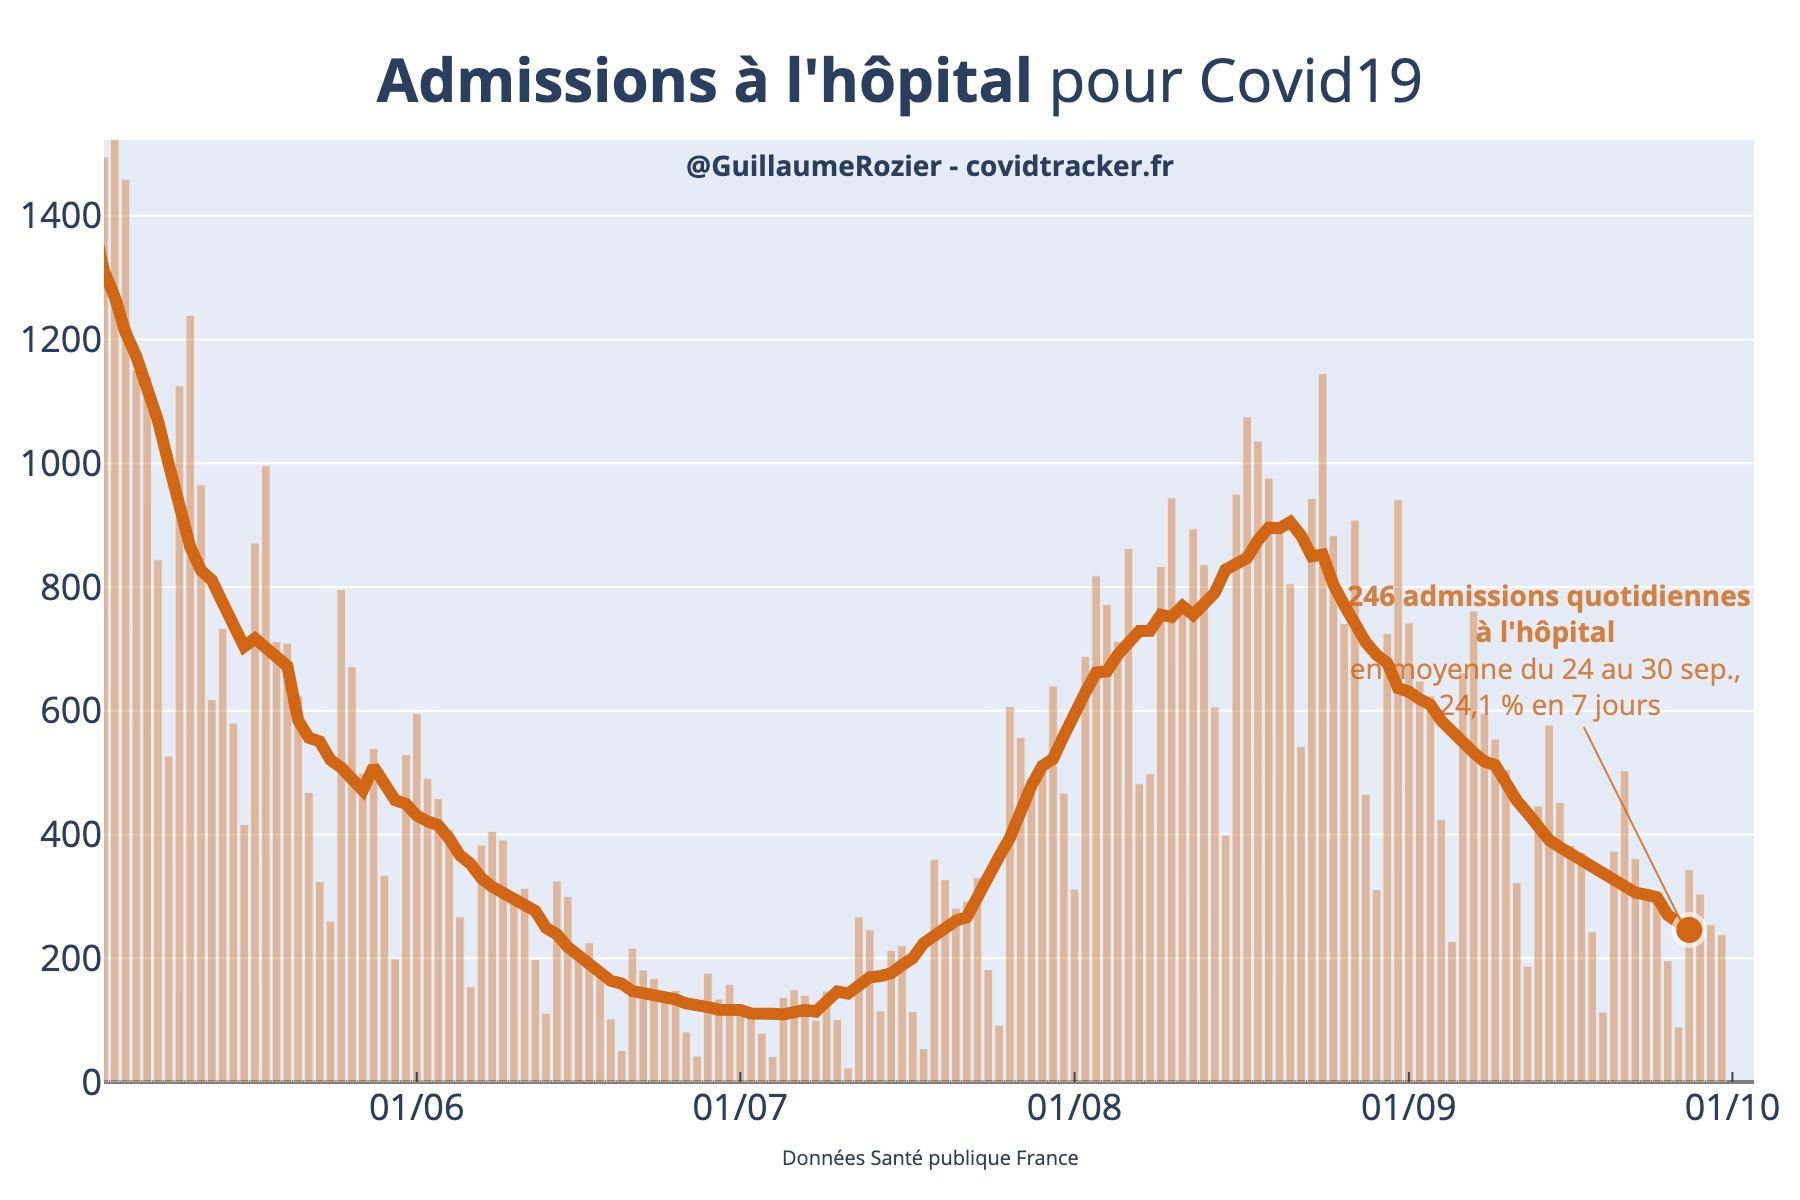 Admissions à l'hôpital pour Covid19
@GuillaumeRozier - covidtracker.fr
1400
1200
1000
800
600
400
200
0
246 admissions quotidiennes
à l'hôpital
en moyenne du 24 au 30 sep.,
24,1 % en 7 jours
01/06
01/07
01/08
01/09
01/10
Données Santé publique France